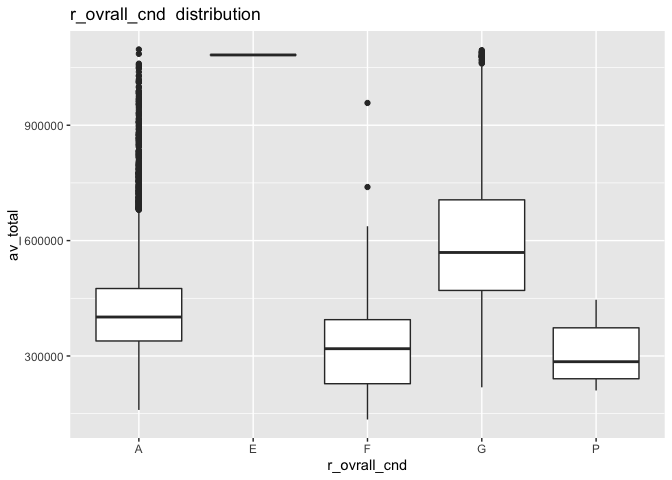 r_ovrall_cnd distribution
av_total
900000
600000
300000
A E F G P
r_ovrall_cnd